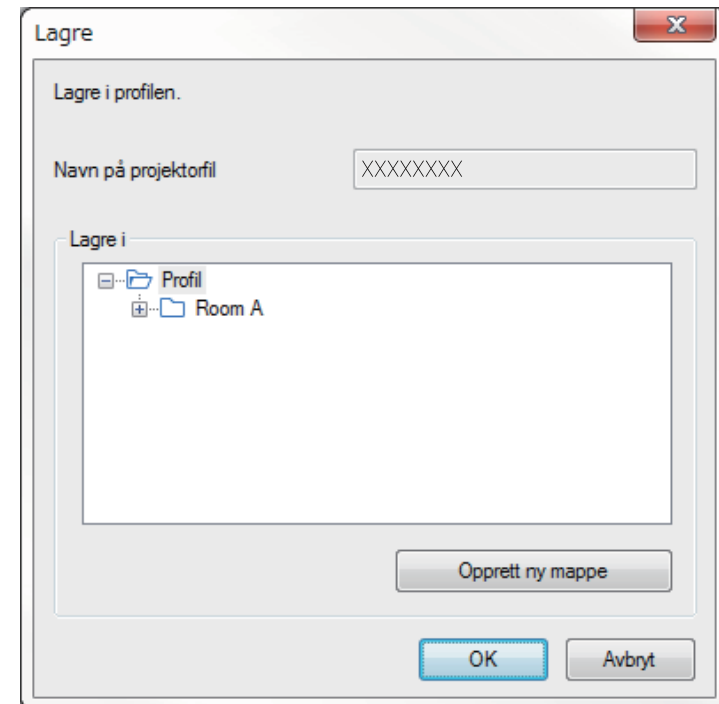 Lagre
Lagre i profilen.
Navn på projektorfil XXXXXXXX
Lagre i
Profil
Room A
Opprett ny mappe
OK Avbryt